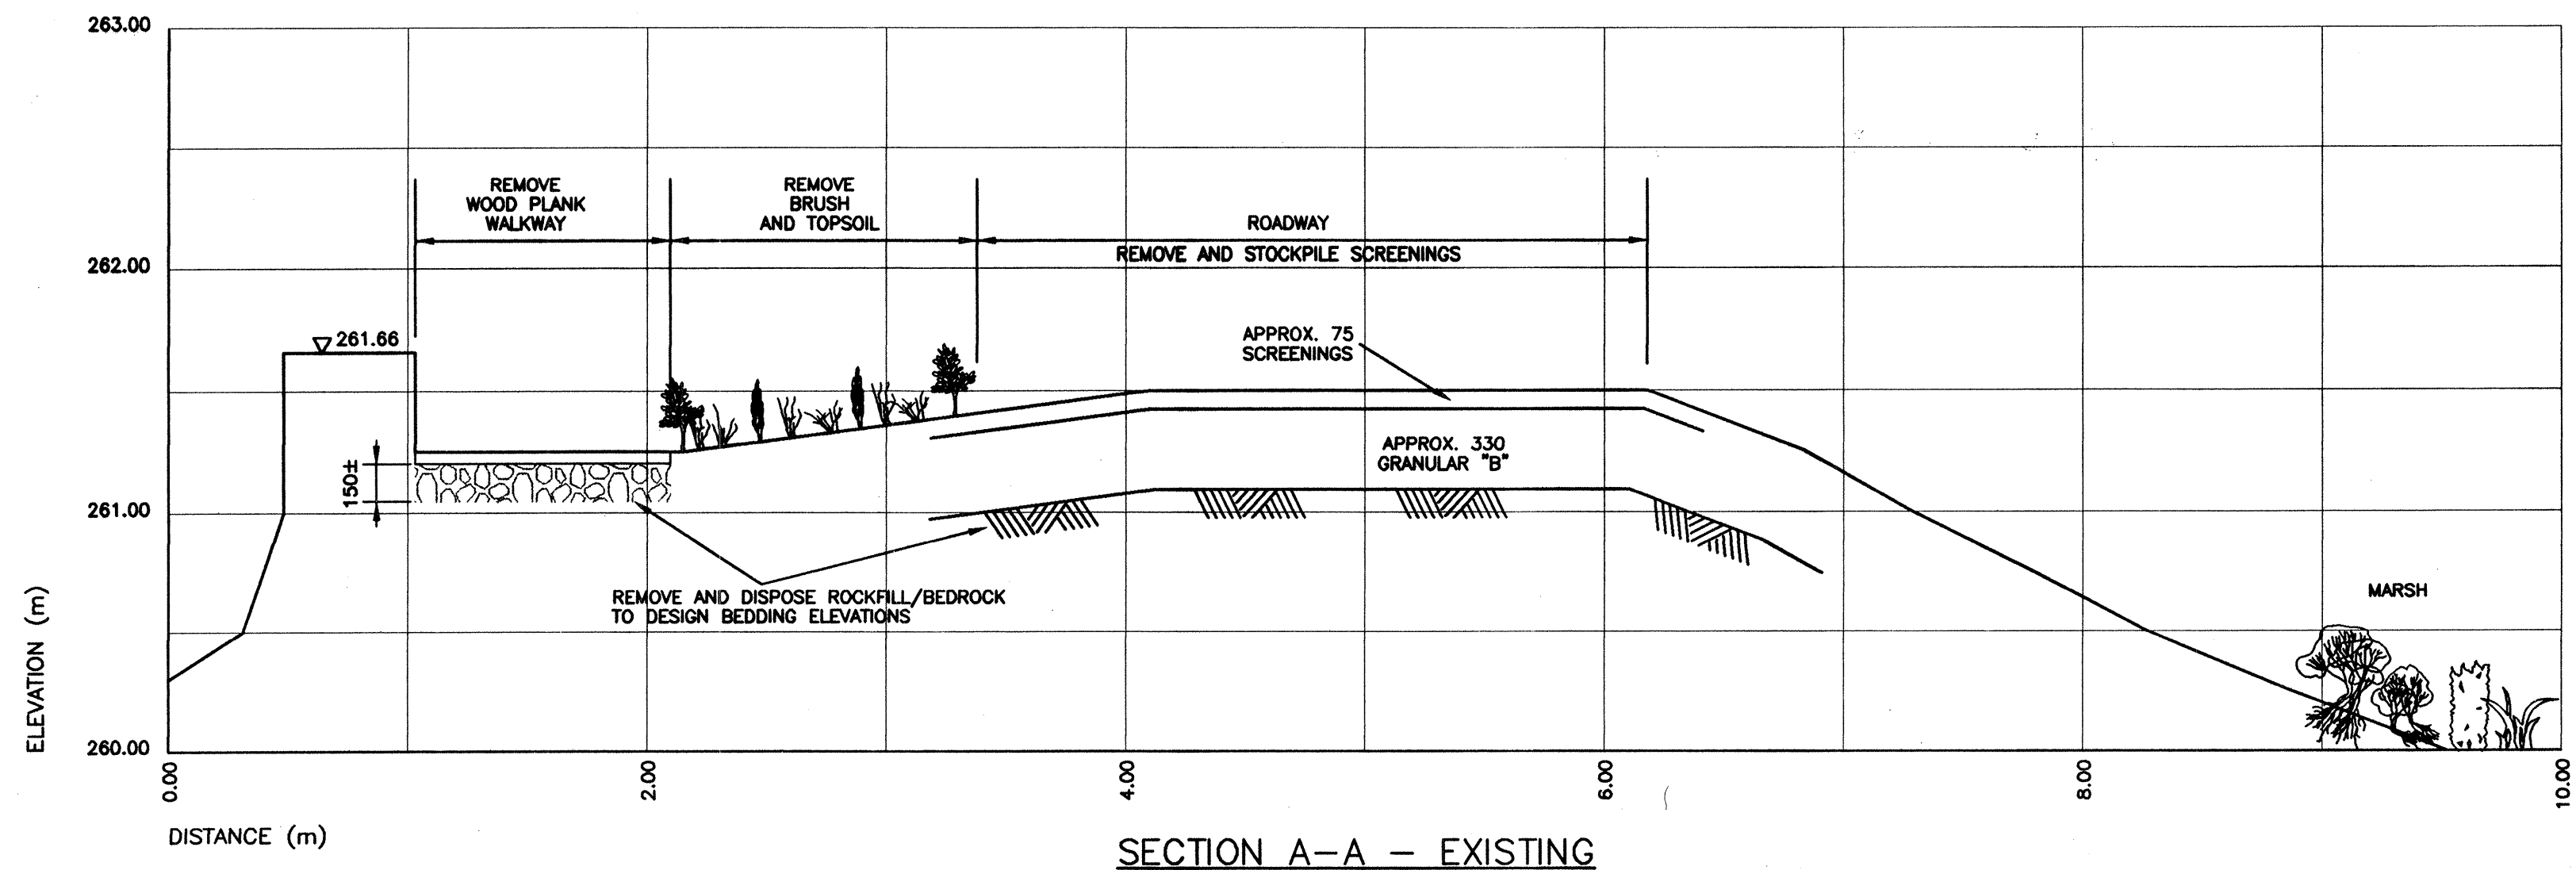 263.00
REMOVE
WOOD PLANK
WALKWAY
REMOVE
BRUSH
AND TOPSOIL
ROADWAY
REMOVE AND STOCKPILE SCREENINGS
262.00
261.66
APPROX. 75
SCREENINGS
APPROX. 330
GRANULAR "B"
150±
261.00
REMOVE AND DISPOSE ROCKFILL/BEDROCK
TO DESIGN BEDDING ELEVATIONS
MARSH
ELEVATION (m)
260.00
0.00
2.00
4.00
6.00
8.00
10.00
DISTANCE (m)
SECTION A-A - EXISTING